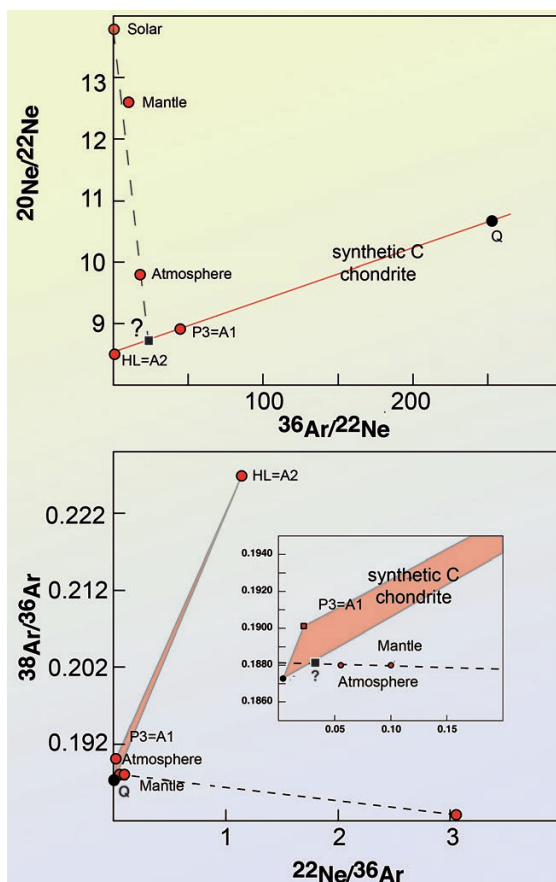 Solar
13
Mantle
12
20Ne/22Ne
11
synthetic C
chondrite
Q
10
Atmosphere
9
?
P3=A1
HL=A2
100
200
36Ar/22Ne
0.222
HL=A2
0.212
38Ar/36Ar
0.202
0.192
P3=A1
Atmosphere
Q
Mantle
0.1940
0.1920
0.1900
0.1880
0.1860
synthetic C
chondrite
P3=A1
Mantle
?
Atmosphere
0.05
0.10
0.15
1
2
3
22Ne/36Ar